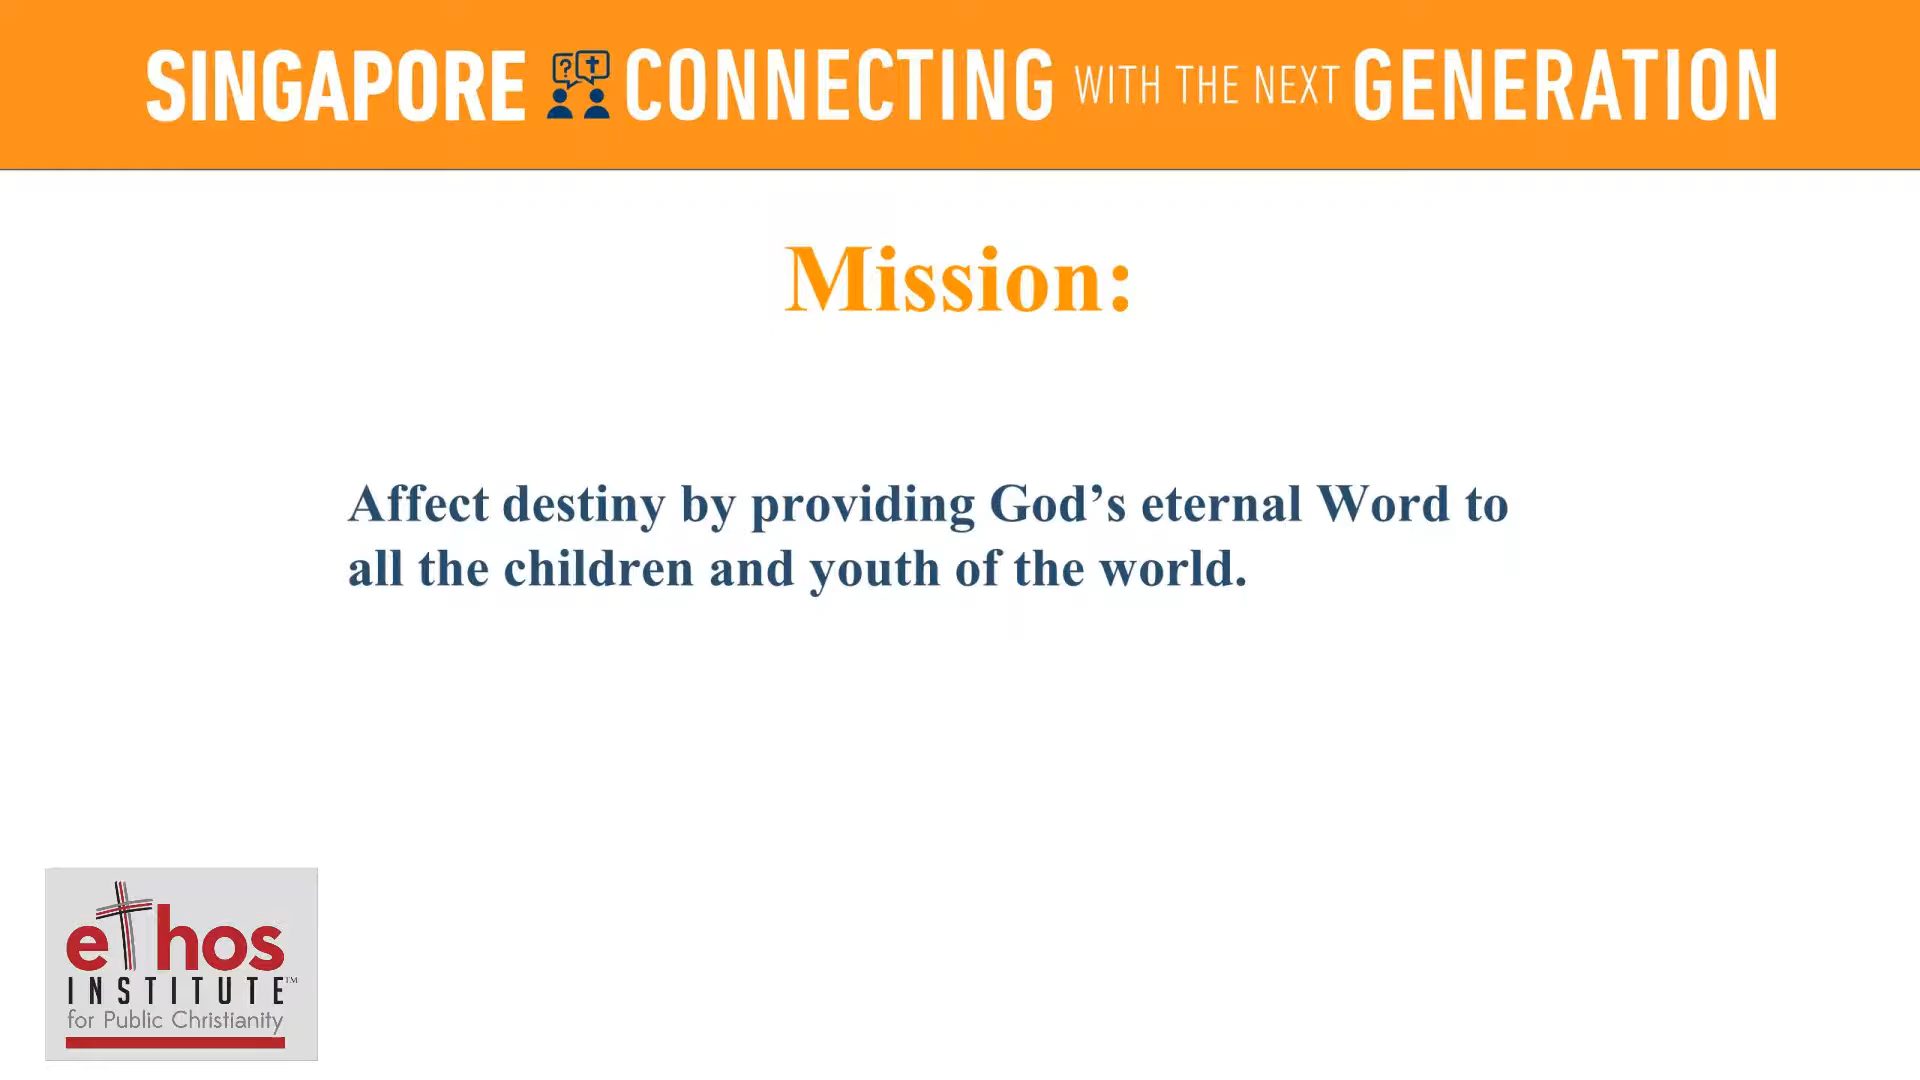 SINGAPORE CONNECTING WITH THE NEXT GENERATION
?
Mission:
Affect destiny by providing God’s eternal Word to
all the children and youth of the world.
ethos
INSTITUTE™
for Public Christianity